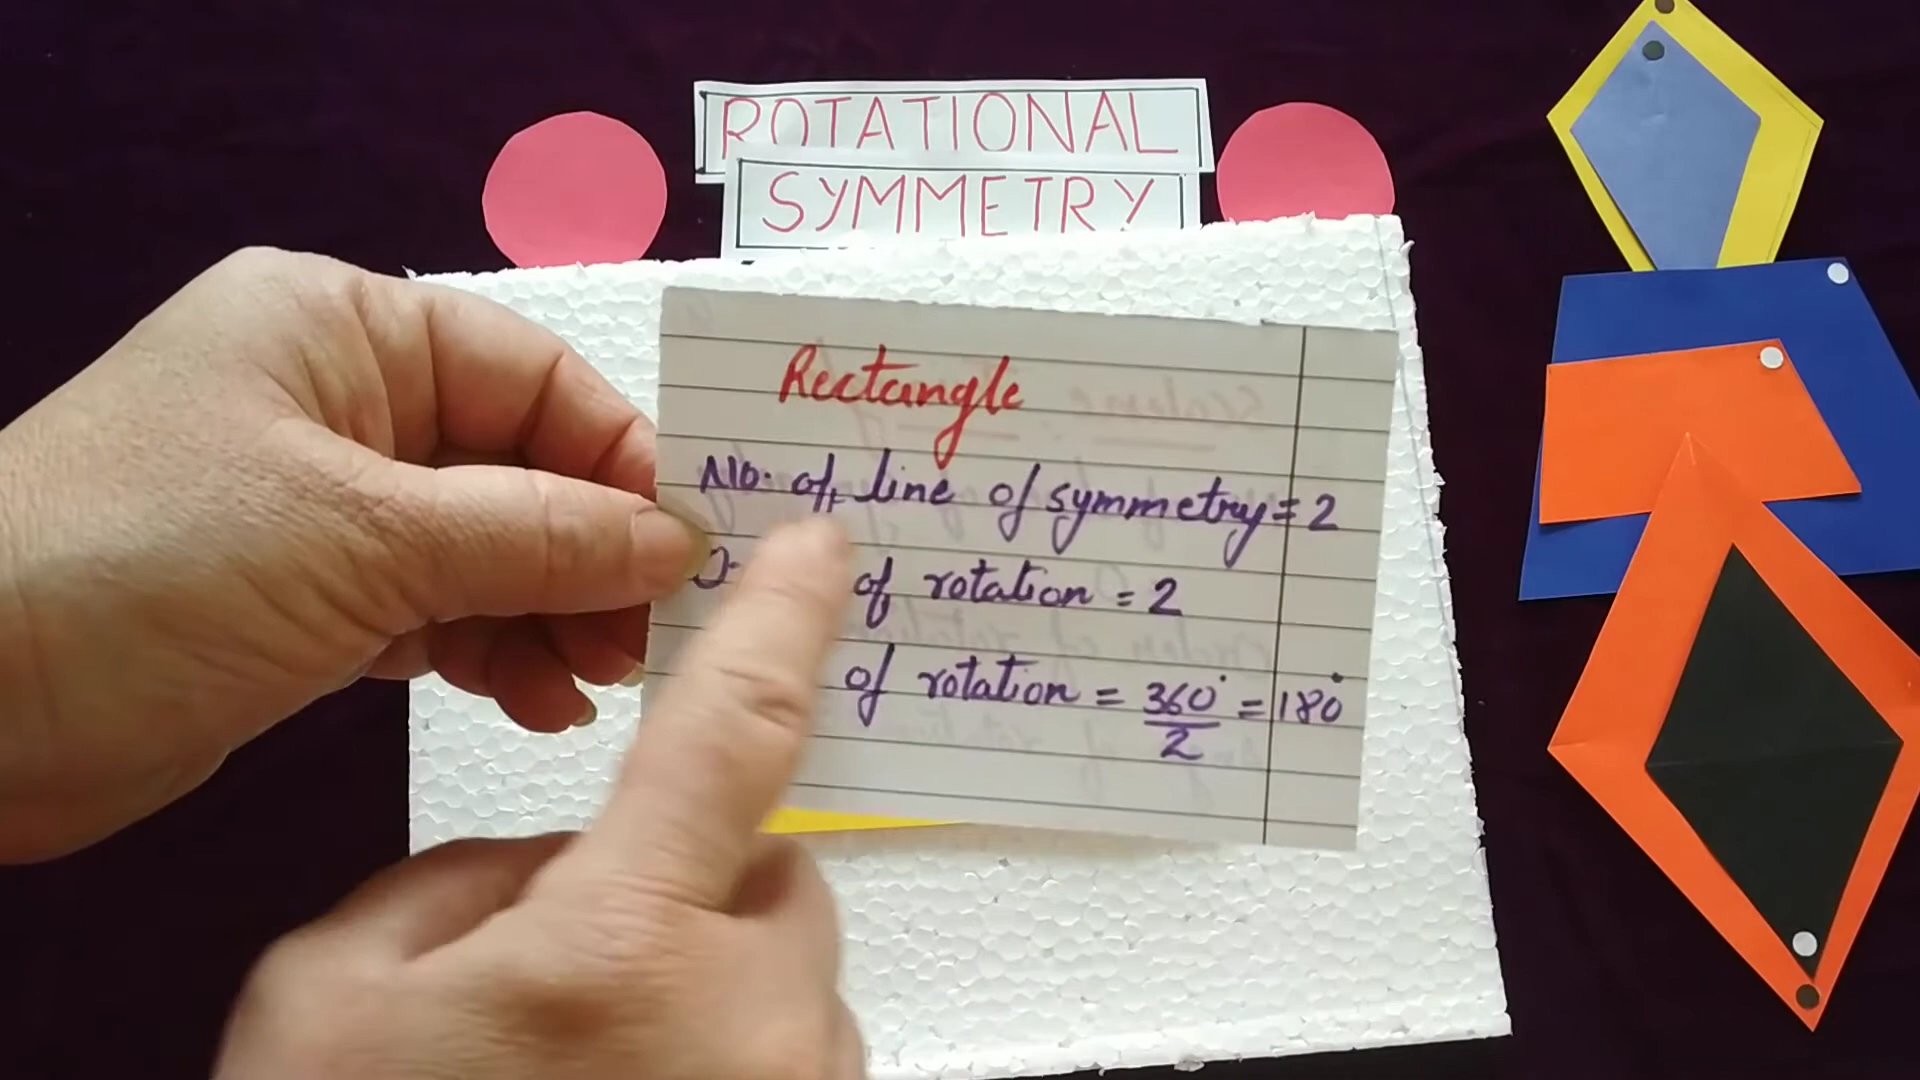 ROTATIONAL
SYMMETRY
Rectangle
No. of line of symmetry = 2
of rotation = 2
of rotation = 360°/2 = 180°